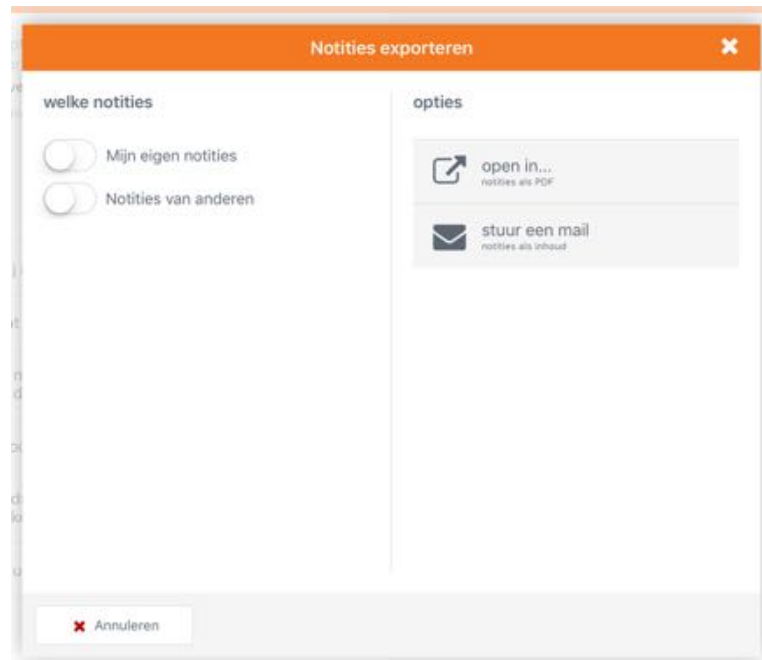 Notities exporteren
welke notities
Mijn eigen notities
Notities van anderen
opties
open in...
notities als PDF
stuur een mail
notities als inhoud
Annuleren